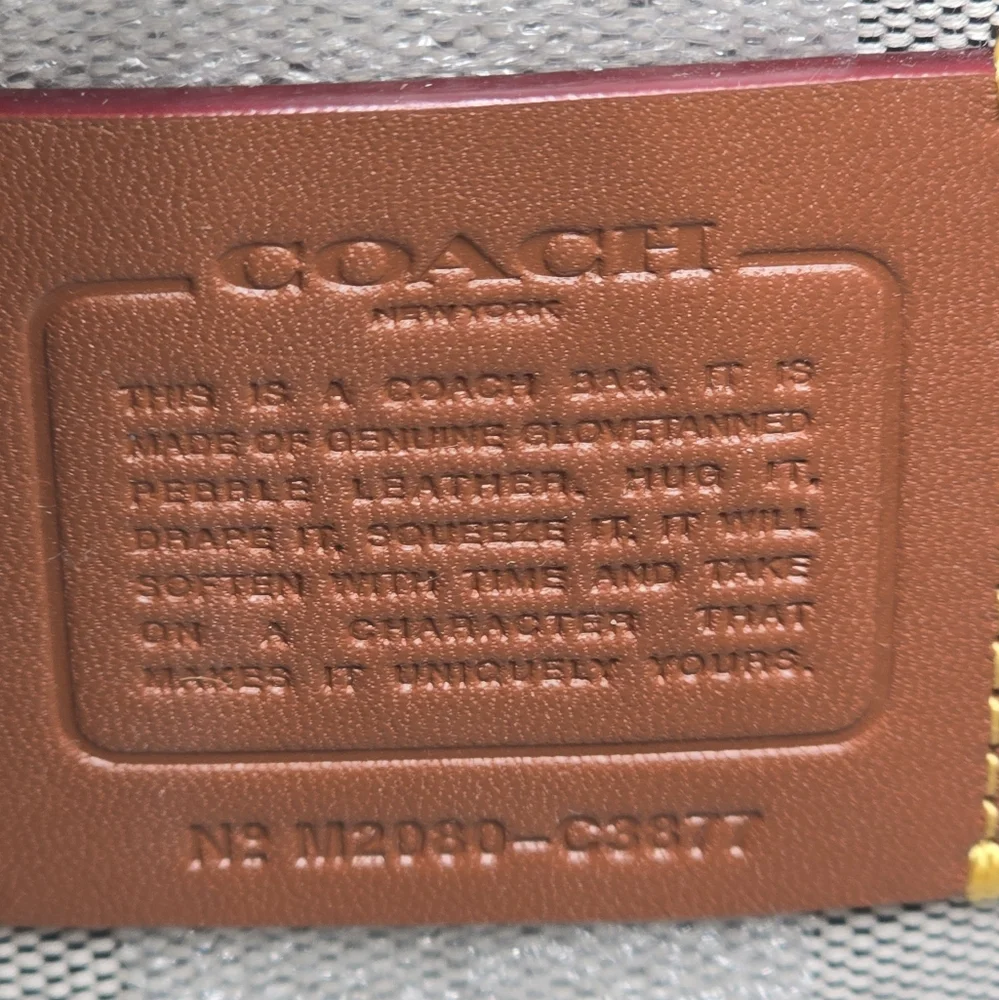 COACH
NEW YORK
THIS IS A COACH BAG. IT IS
MADE OF GENUINE GLOVETANNED
PEBBLE LEATHER. HUG IT.
DRAPE IT. SQUEEZE IT. IT WILL
SOFTEN WITH TIME AND TAKE
ON A CHARACTER THAT
MAKES IT UNIQUELY YOURS.
Nº M2080-C3877